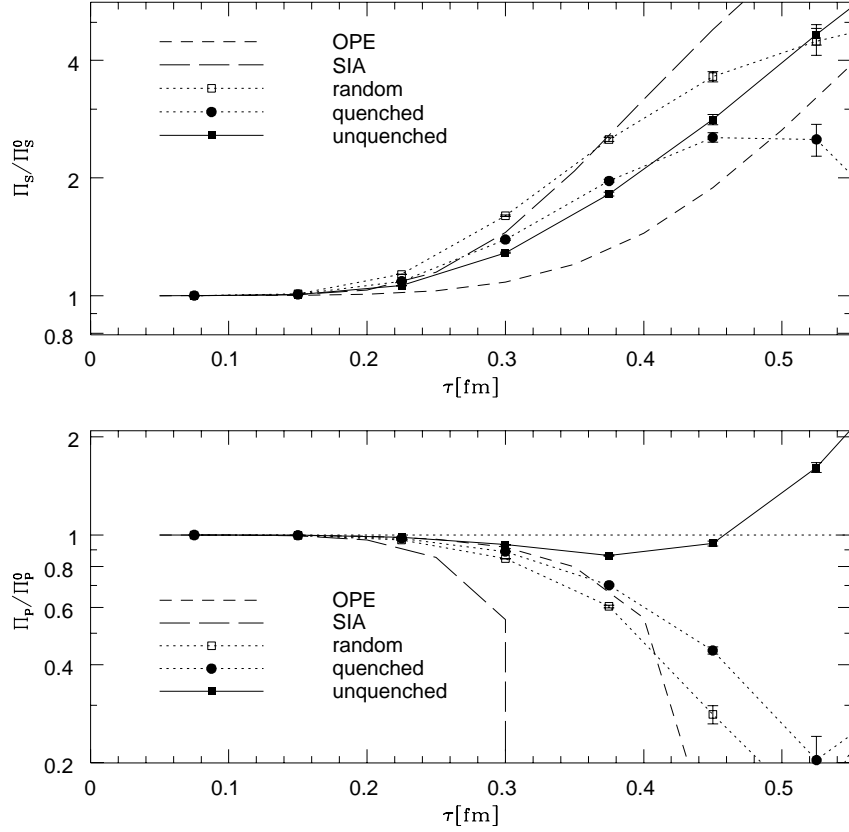 4
2
1
0.8
Π_S/Π_S^0
OPE
SIA
random
quenched
unquenched
0 0.1 0.2 0.3 0.4 0.5
τ[fm]
2
1
0.8
0.6
0.4
0.2
Π_P/Π_P^0
OPE
SIA
random
quenched
unquenched
0 0.1 0.2 0.3 0.4 0.5
τ[fm]